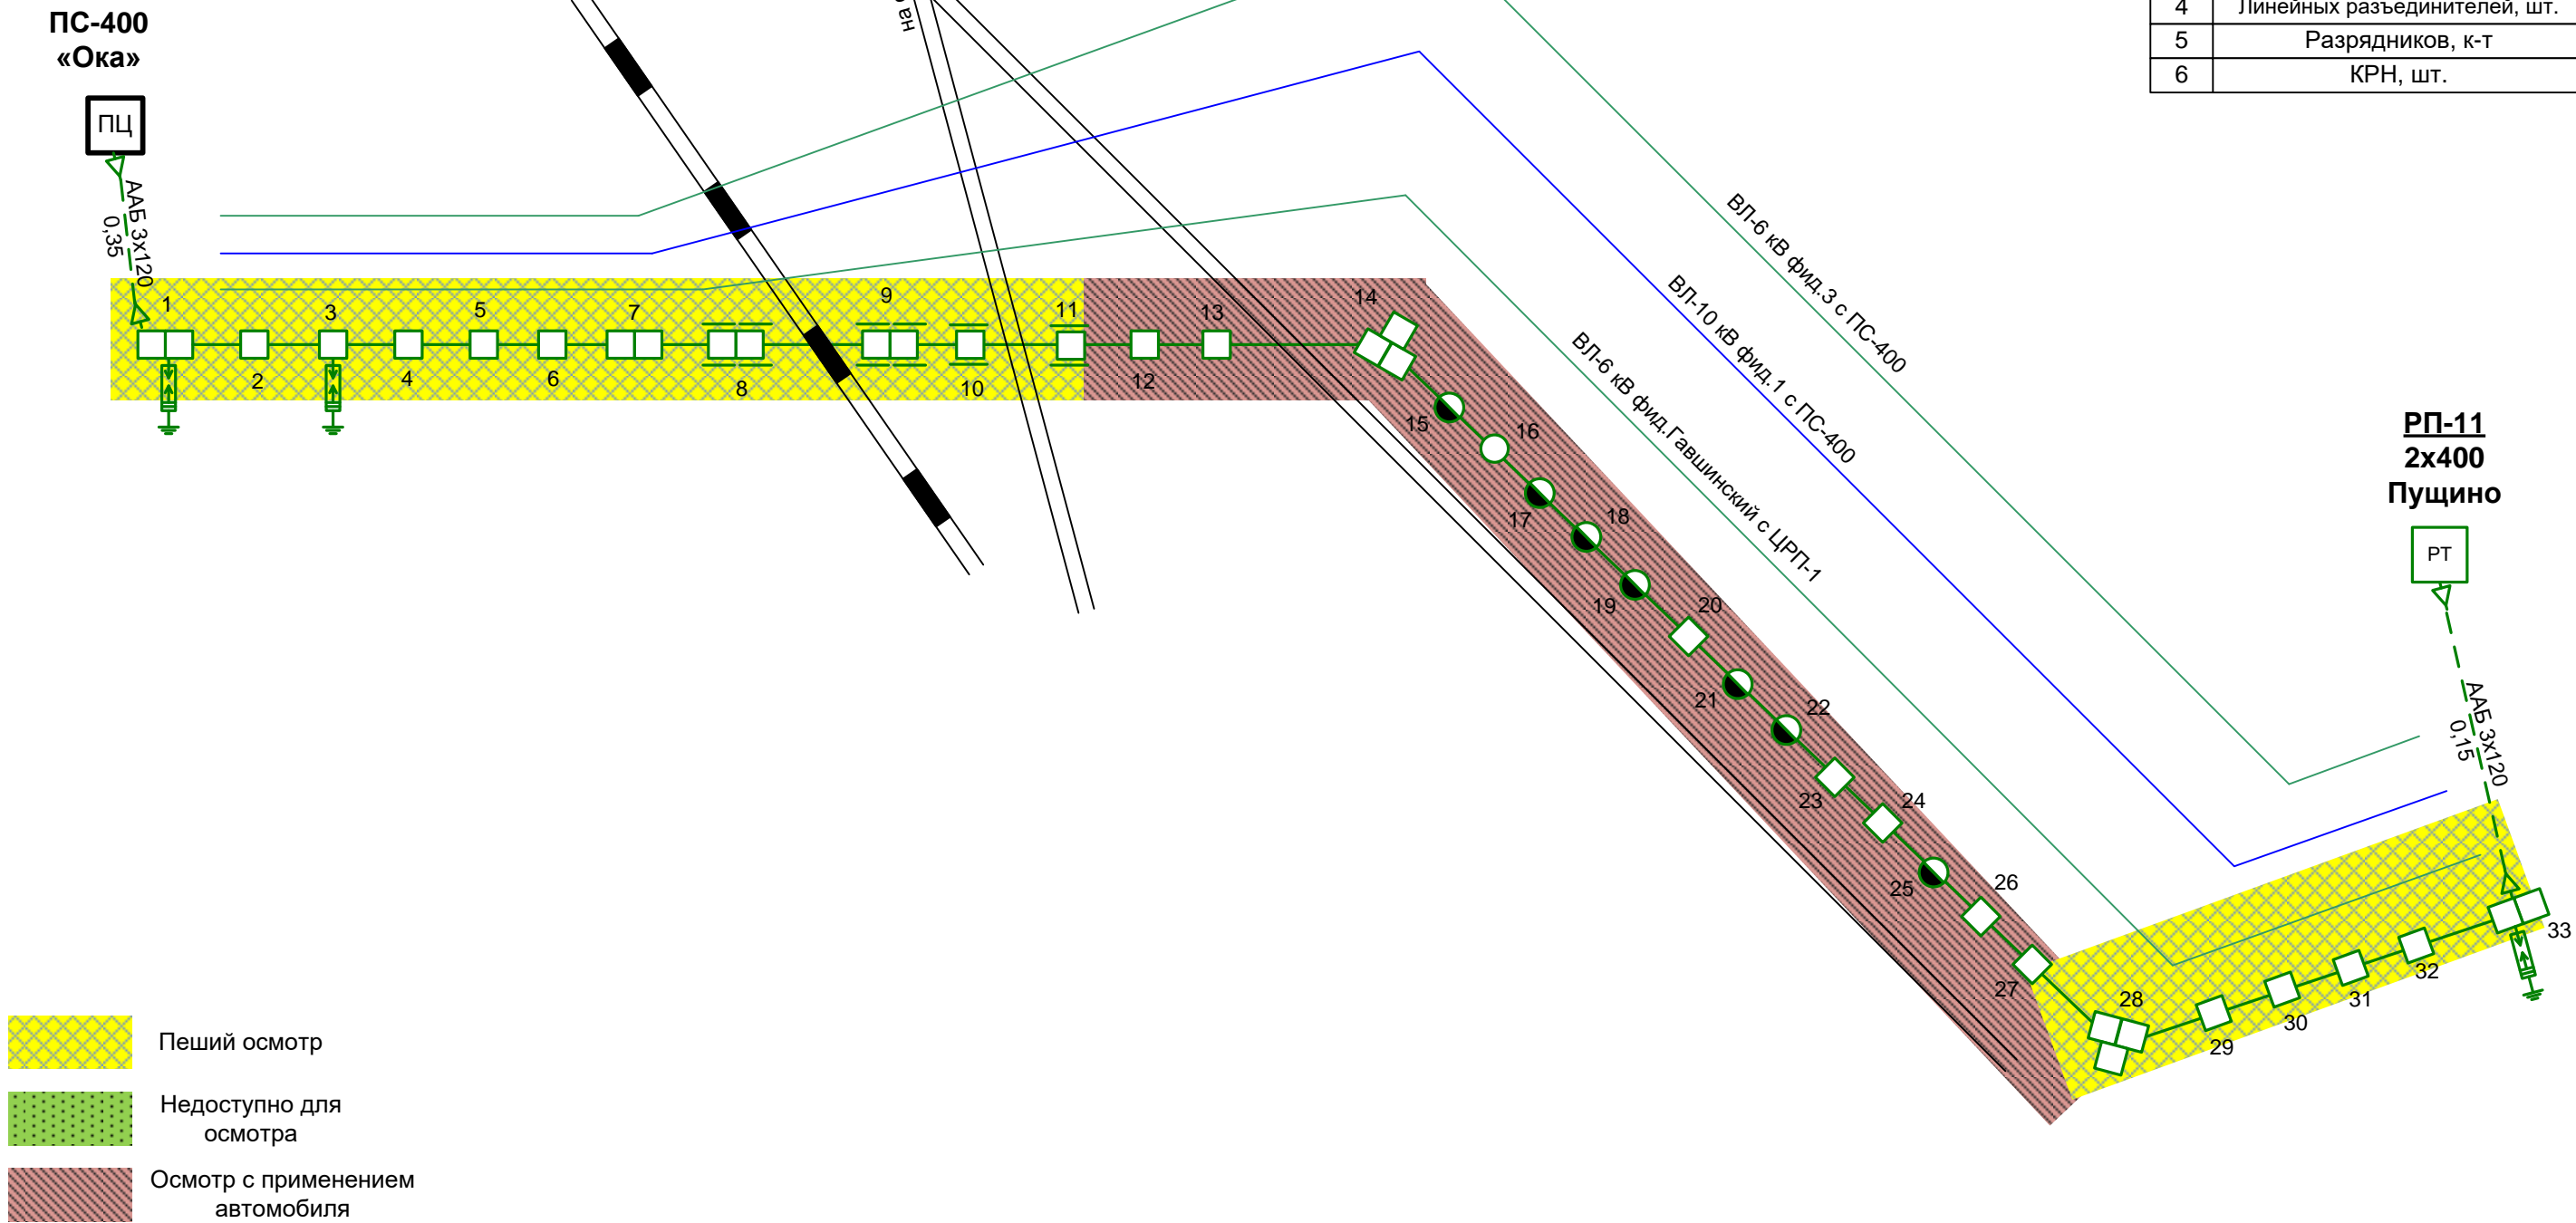 ПС-400
«Ока»
ПЦ
ААБ 3х120
0,35
на
4 Линейных разъединителей, шт.
5 Разрядников, к-т
6 КРН, шт.
1
2
3
4
5
6
7
8
9
10
11
12
13
14
15
16
17
18
19
20
21
22
23
24
25
26
27
28
29
30
31
32
33
ВЛ-6 кВ фид.3 с ПС-400
ВЛ-10 кВ фид.1 с ПС-400
ВЛ-6 кВ фид.Гавшинский с ЦРП-1
РП-11
2х400
Пущино
РТ
ААБ 3х120
0,15
Пеший осмотр
Недоступно для
осмотра
Осмотр с применением
автомобиля